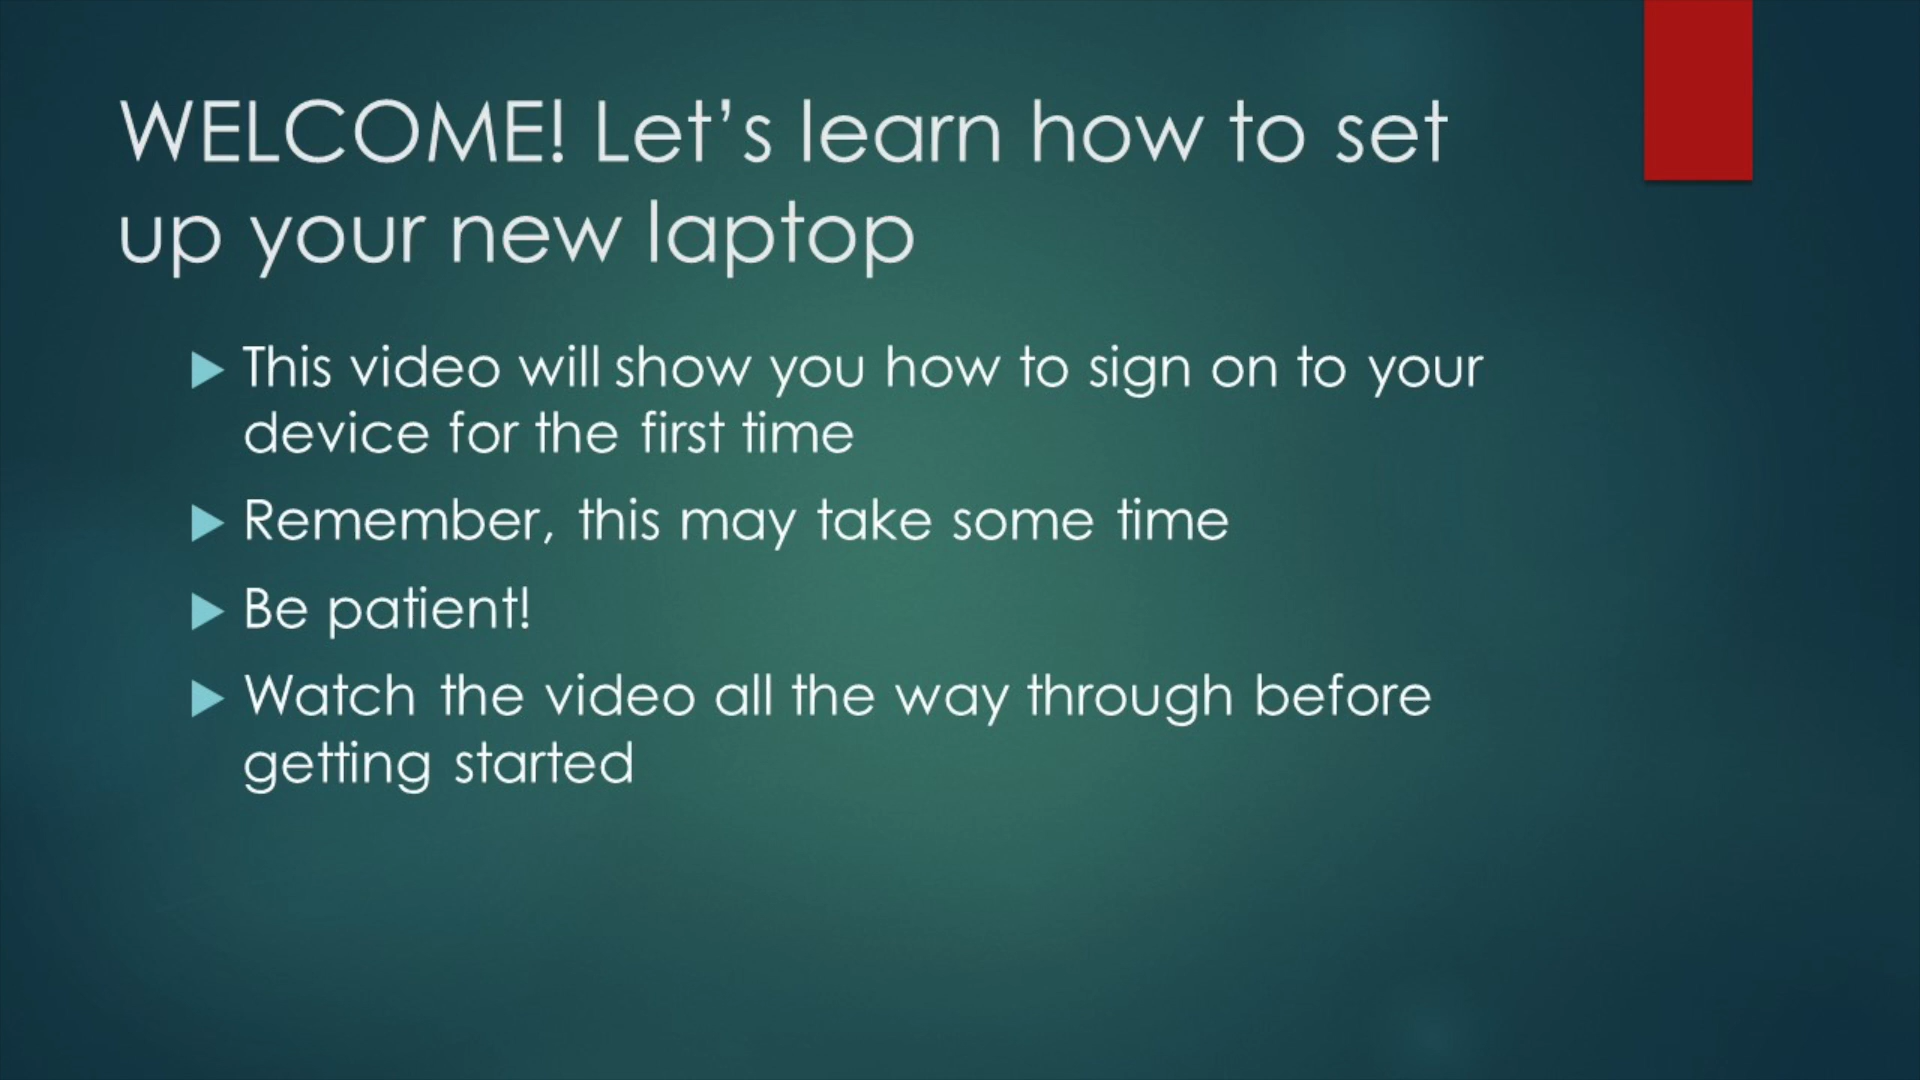 WELCOME! Let’s learn how to set
up your new laptop
This video will show you how to sign on to your
device for the first time
Remember, this may take some time
Be patient!
Watch the video all the way through before
getting started